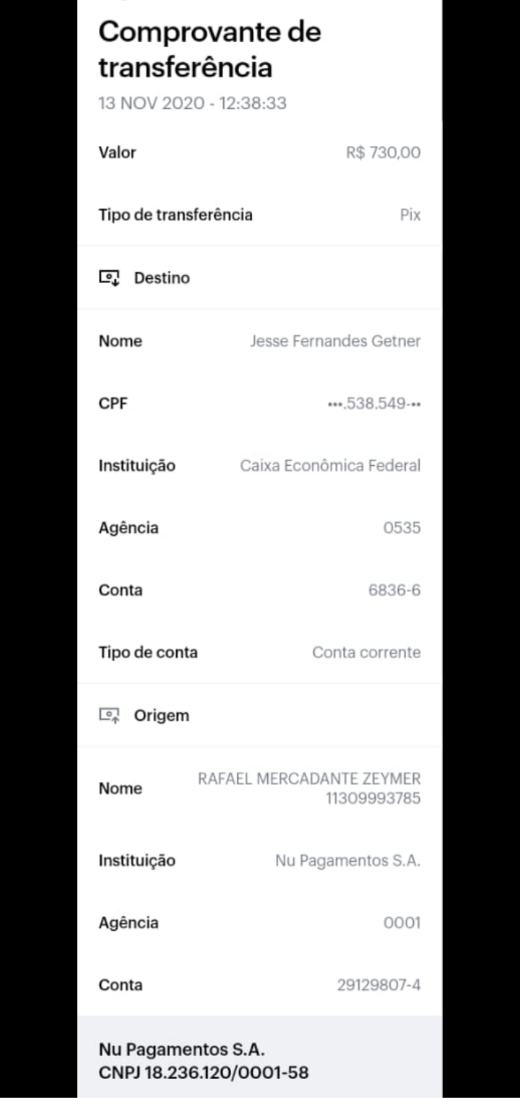 Comprovante de
transferência
13 NOV 2020 - 12:38:33
Valor R$ 730,00
Tipo de transferência Pix
Destino
Nome Jesse Fernandes Getner
CPF •••.538.549-••
Instituição Caixa Econômica Federal
Agência 0535
Conta 6836-6
Tipo de conta Conta corrente
Origem
Nome RAFAEL MERCADANTE ZEYMER
11309993785
Instituição Nu Pagamentos S.A.
Agência 0001
Conta 29129807-4
Nu Pagamentos S.A.
CNPJ 18.236.120/0001-58